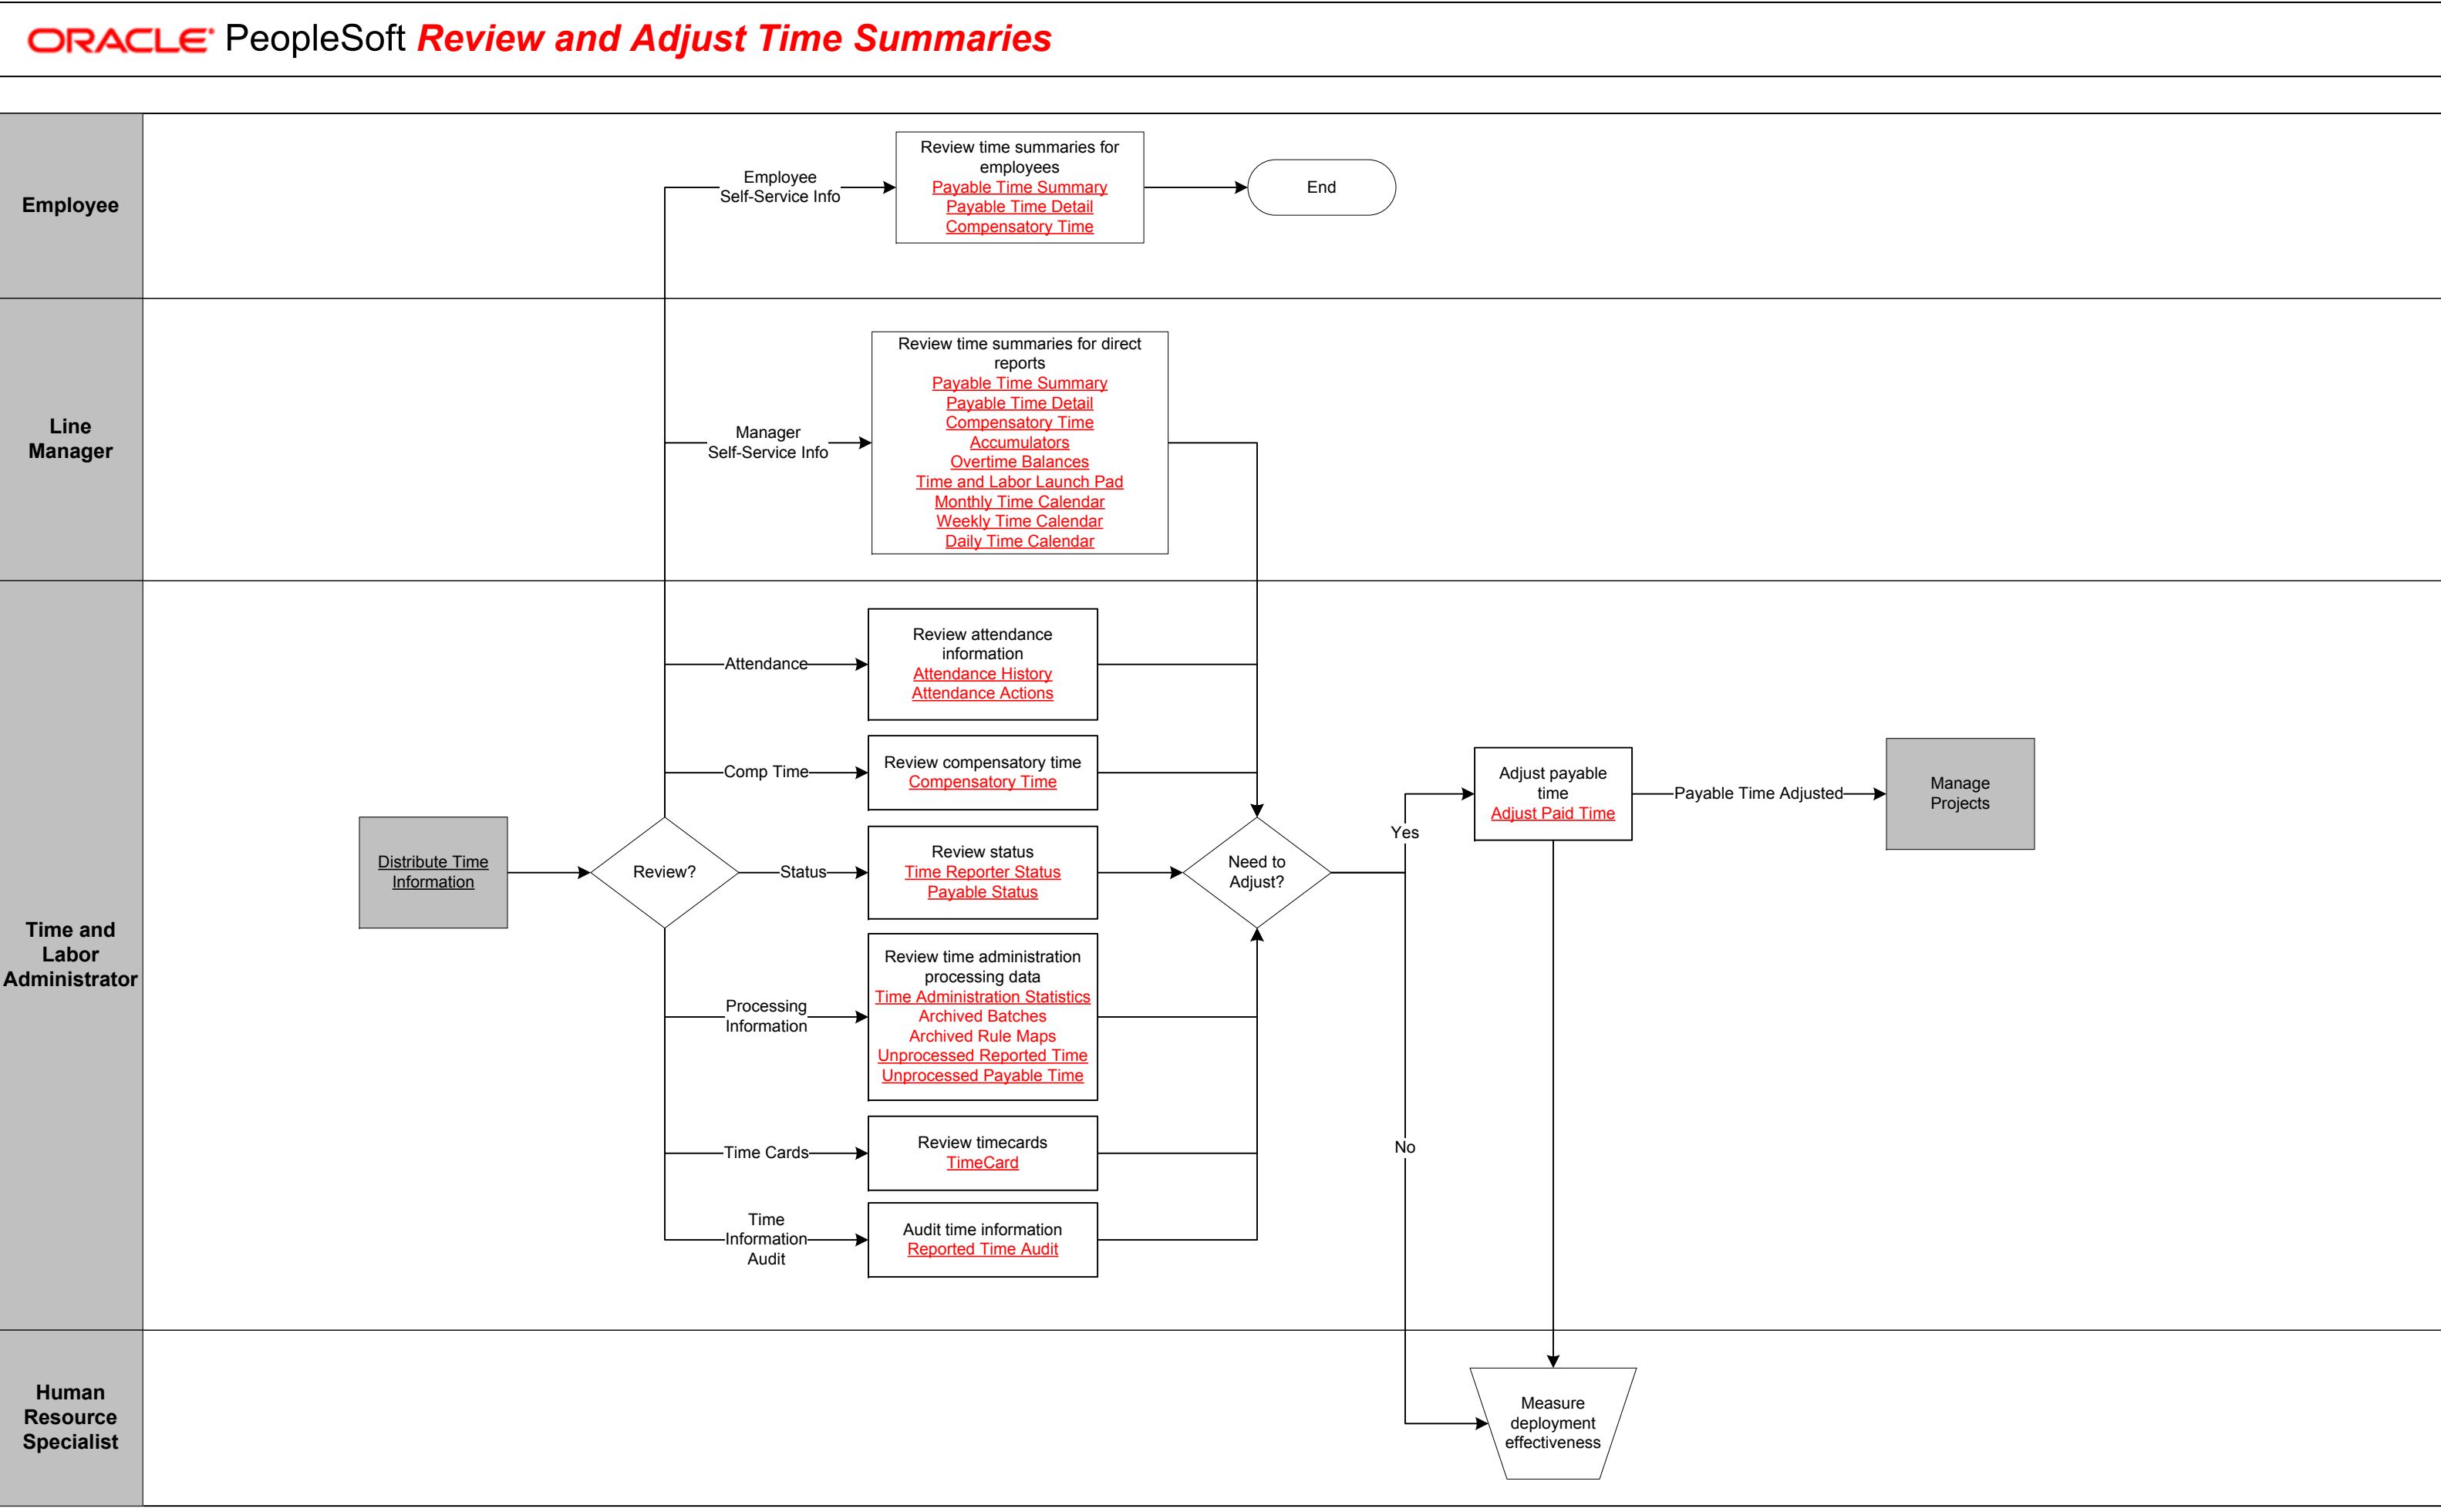 ORACLE® PeopleSoft Review and Adjust Time Summaries
Employee
Employee
Self-Service Info
Review time summaries for
employees
Payable Time Summary
Payable Time Detail
Compensatory Time
End
Line
Manager
Manager
Self-Service Info
Review time summaries for direct
reports
Payable Time Summary
Payable Time Detail
Compensatory Time
Accumulators
Overtime Balances
Time and Labor Launch Pad
Monthly Time Calendar
Weekly Time Calendar
Daily Time Calendar
Time and
Labor
Administrator
Distribute Time
Information
Review?
Attendance
Review attendance
information
Attendance History
Attendance Actions
Comp Time
Review compensatory time
Compensatory Time
Status
Review status
Time Reporter Status
Payable Status
Processing
Information
Review time administration
processing data
Time Administration Statistics
Archived Batches
Archived Rule Maps
Unprocessed Reported Time
Unprocessed Payable Time
Time Cards
Review timecards
TimeCard
Time
Information
Audit
Audit time information
Reported Time Audit
Need to
Adjust?
Yes
No
Adjust payable
time
Adjust Paid Time
Payable Time Adjusted
Manage
Projects
Human
Resource
Specialist
Measure
deployment
effectiveness